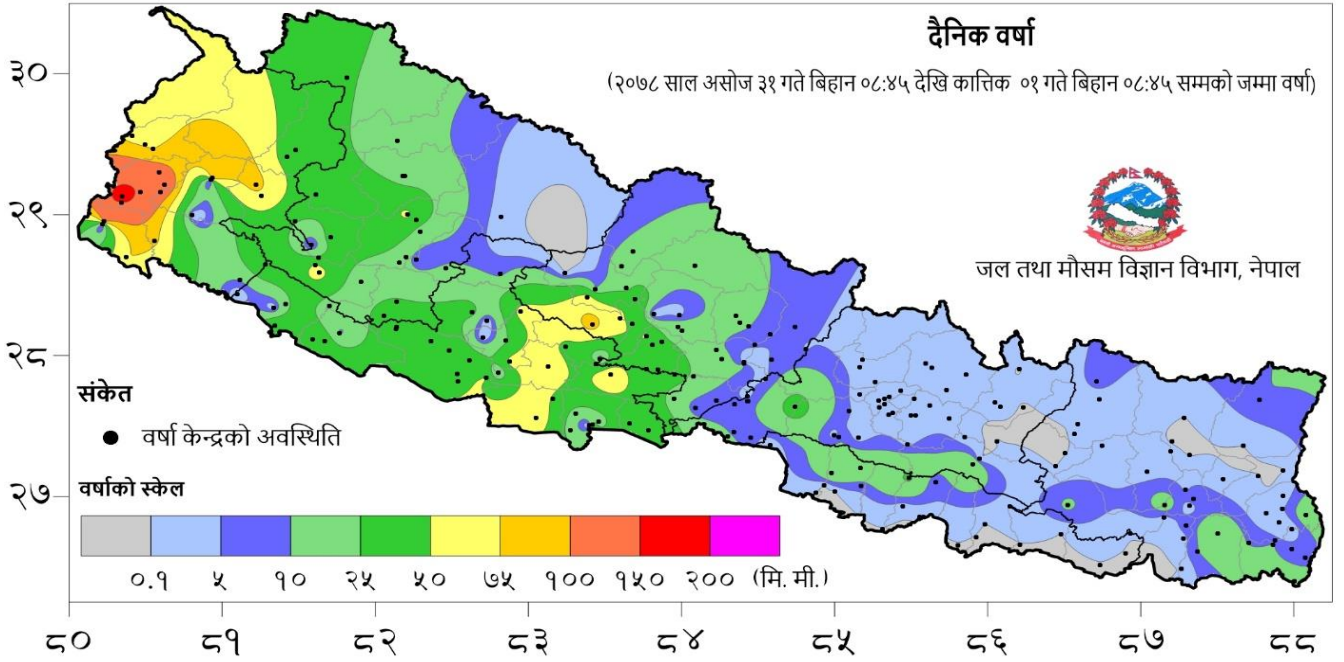 दैनिक वर्षा
(२०७८ साल असोज ३१ गते बिहान ०८:४५ देखि कात्तिक ०१ गते बिहान ०८:४५ सम्मको जम्मा वर्षा)
जल तथा मौसम विज्ञान विभाग, नेपाल
३०
२९
२८
२७
संकेत
वर्षा केन्द्रको अवस्थिति
वर्षाको स्केल
०.१ ५ १० २५ ५० ७५ १०० १५० २०० (मि. मी.)
८० ८१ ८२ ८३ ८४ ८५ ८६ ८७ ८८